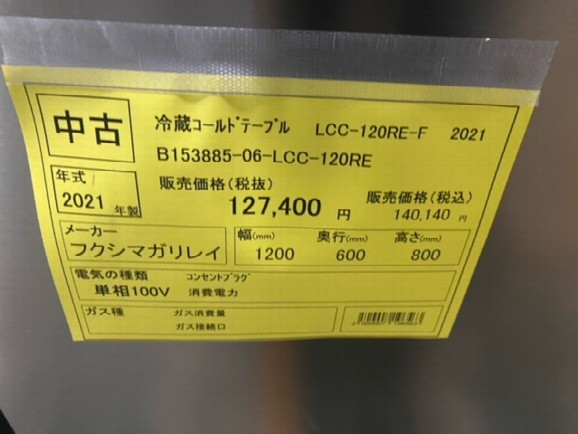 中古
冷蔵コールドテーブル LCC-120RE-F 2021
B153885-06-LCC-120RE
年式
2021 年製
販売価格(税抜)
127,400 円
販売価格(税込)
140,140 円
メーカー
フクシマガリレイ
幅(mm) 奥行(mm) 高さ(mm)
1200 600 800
電気の種類 コンセントプラグ
単相100V 消費電力
ガス種 ガス消費量
ガス接続口